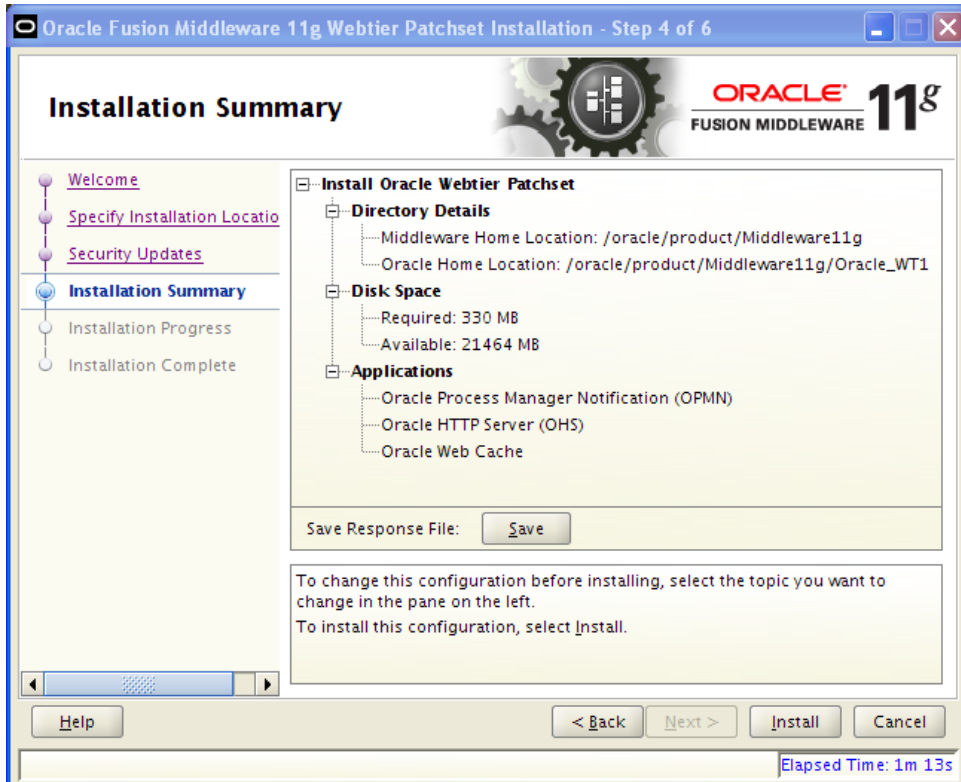 Oracle Fusion Middleware 11g Webtier Patchset Installation - Step 4 of 6
Installation Summary
ORACLE
FUSION MIDDLEWARE
11g
Welcome
Specify Installation Locatio
Security Updates
Installation Summary
Installation Progress
Installation Complete
Install Oracle Webtier Patchset
Directory Details
Middleware Home Location: /oracle/product/Middleware11g
Oracle Home Location: /oracle/product/Middleware11g/Oracle_WT1
Disk Space
Required: 330 MB
Available: 21464 MB
Applications
Oracle Process Manager Notification (OPMN)
Oracle HTTP Server (OHS)
Oracle Web Cache
Save Response File: Save
To change this configuration before installing, select the topic you want to
change in the pane on the left.
To install this configuration, select Install.
Help < Back Next > Install Cancel
Elapsed Time: 1m 13s